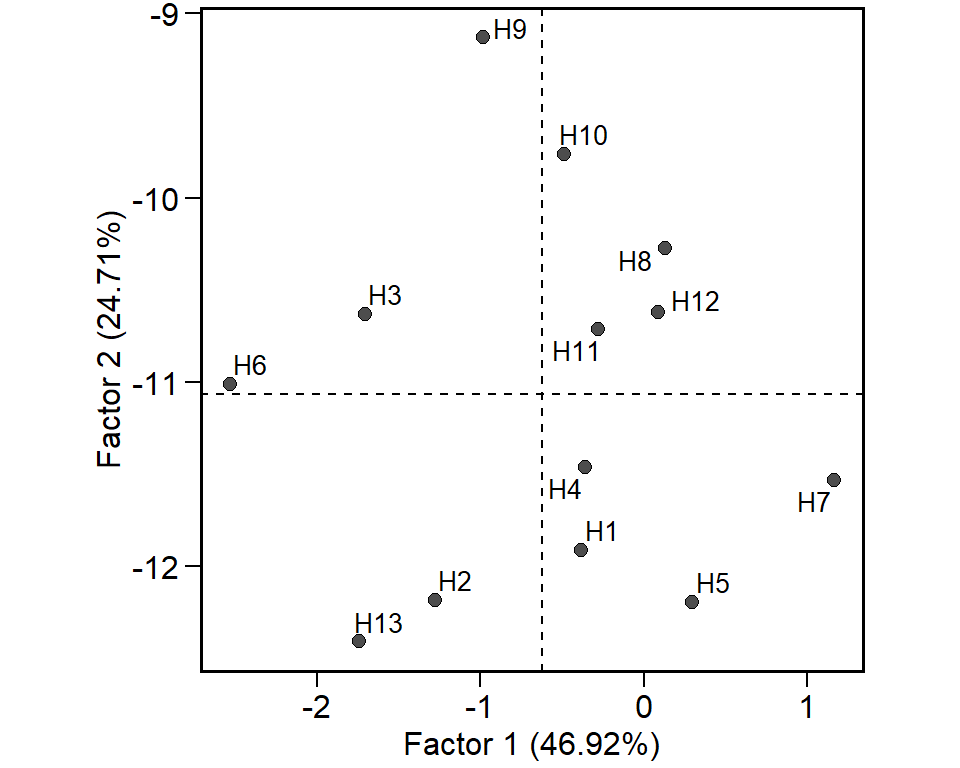 -9
H9
H10
-10
H8
H3
H12
H11
H6
-11
H4
H7
H1
-12
H2
H5
H13
Factor 2 (24.71%)
-2
-1
0
1
Factor 1 (46.92%)